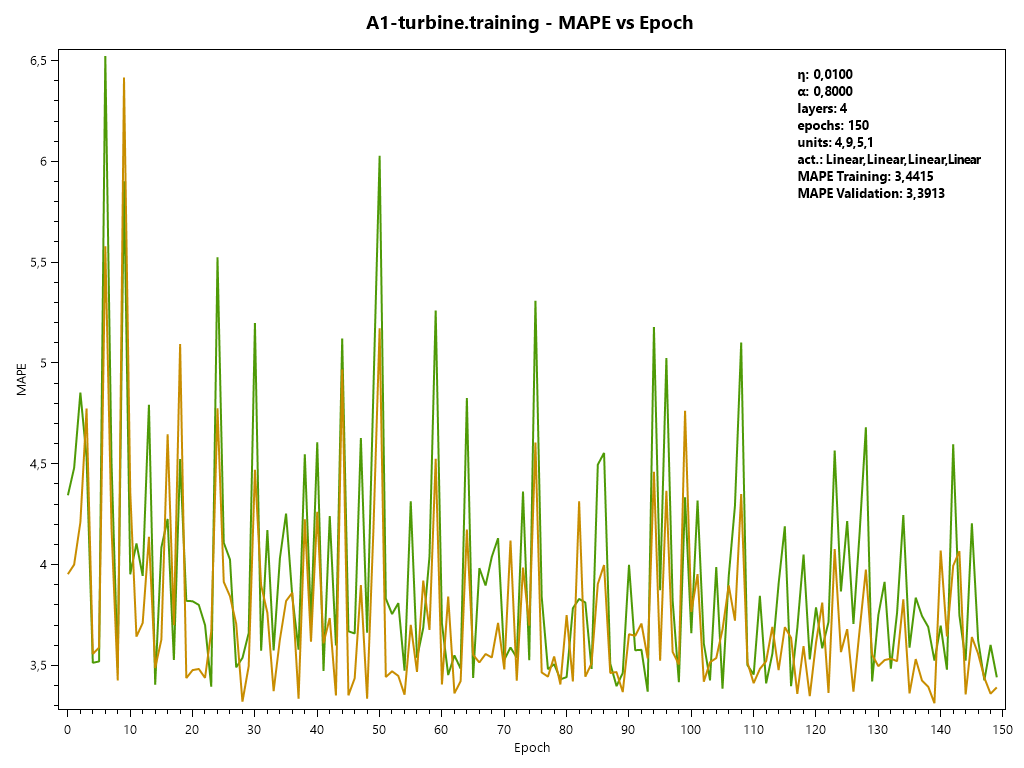 A1-turbine.training - MAPE vs Epoch
η: 0,0100
α: 0,8000
layers: 4
epochs: 150
units: 4,9,5,1
act.: Linear,Linear,Linear,Linear
MAPE Training: 3,4415
MAPE Validation: 3,3913
6,5
6
5,5
5
4,5
4
3,5
MAPE
0 10 20 30 40 50 60 70 80 90 100 110 120 130 140 150
Epoch